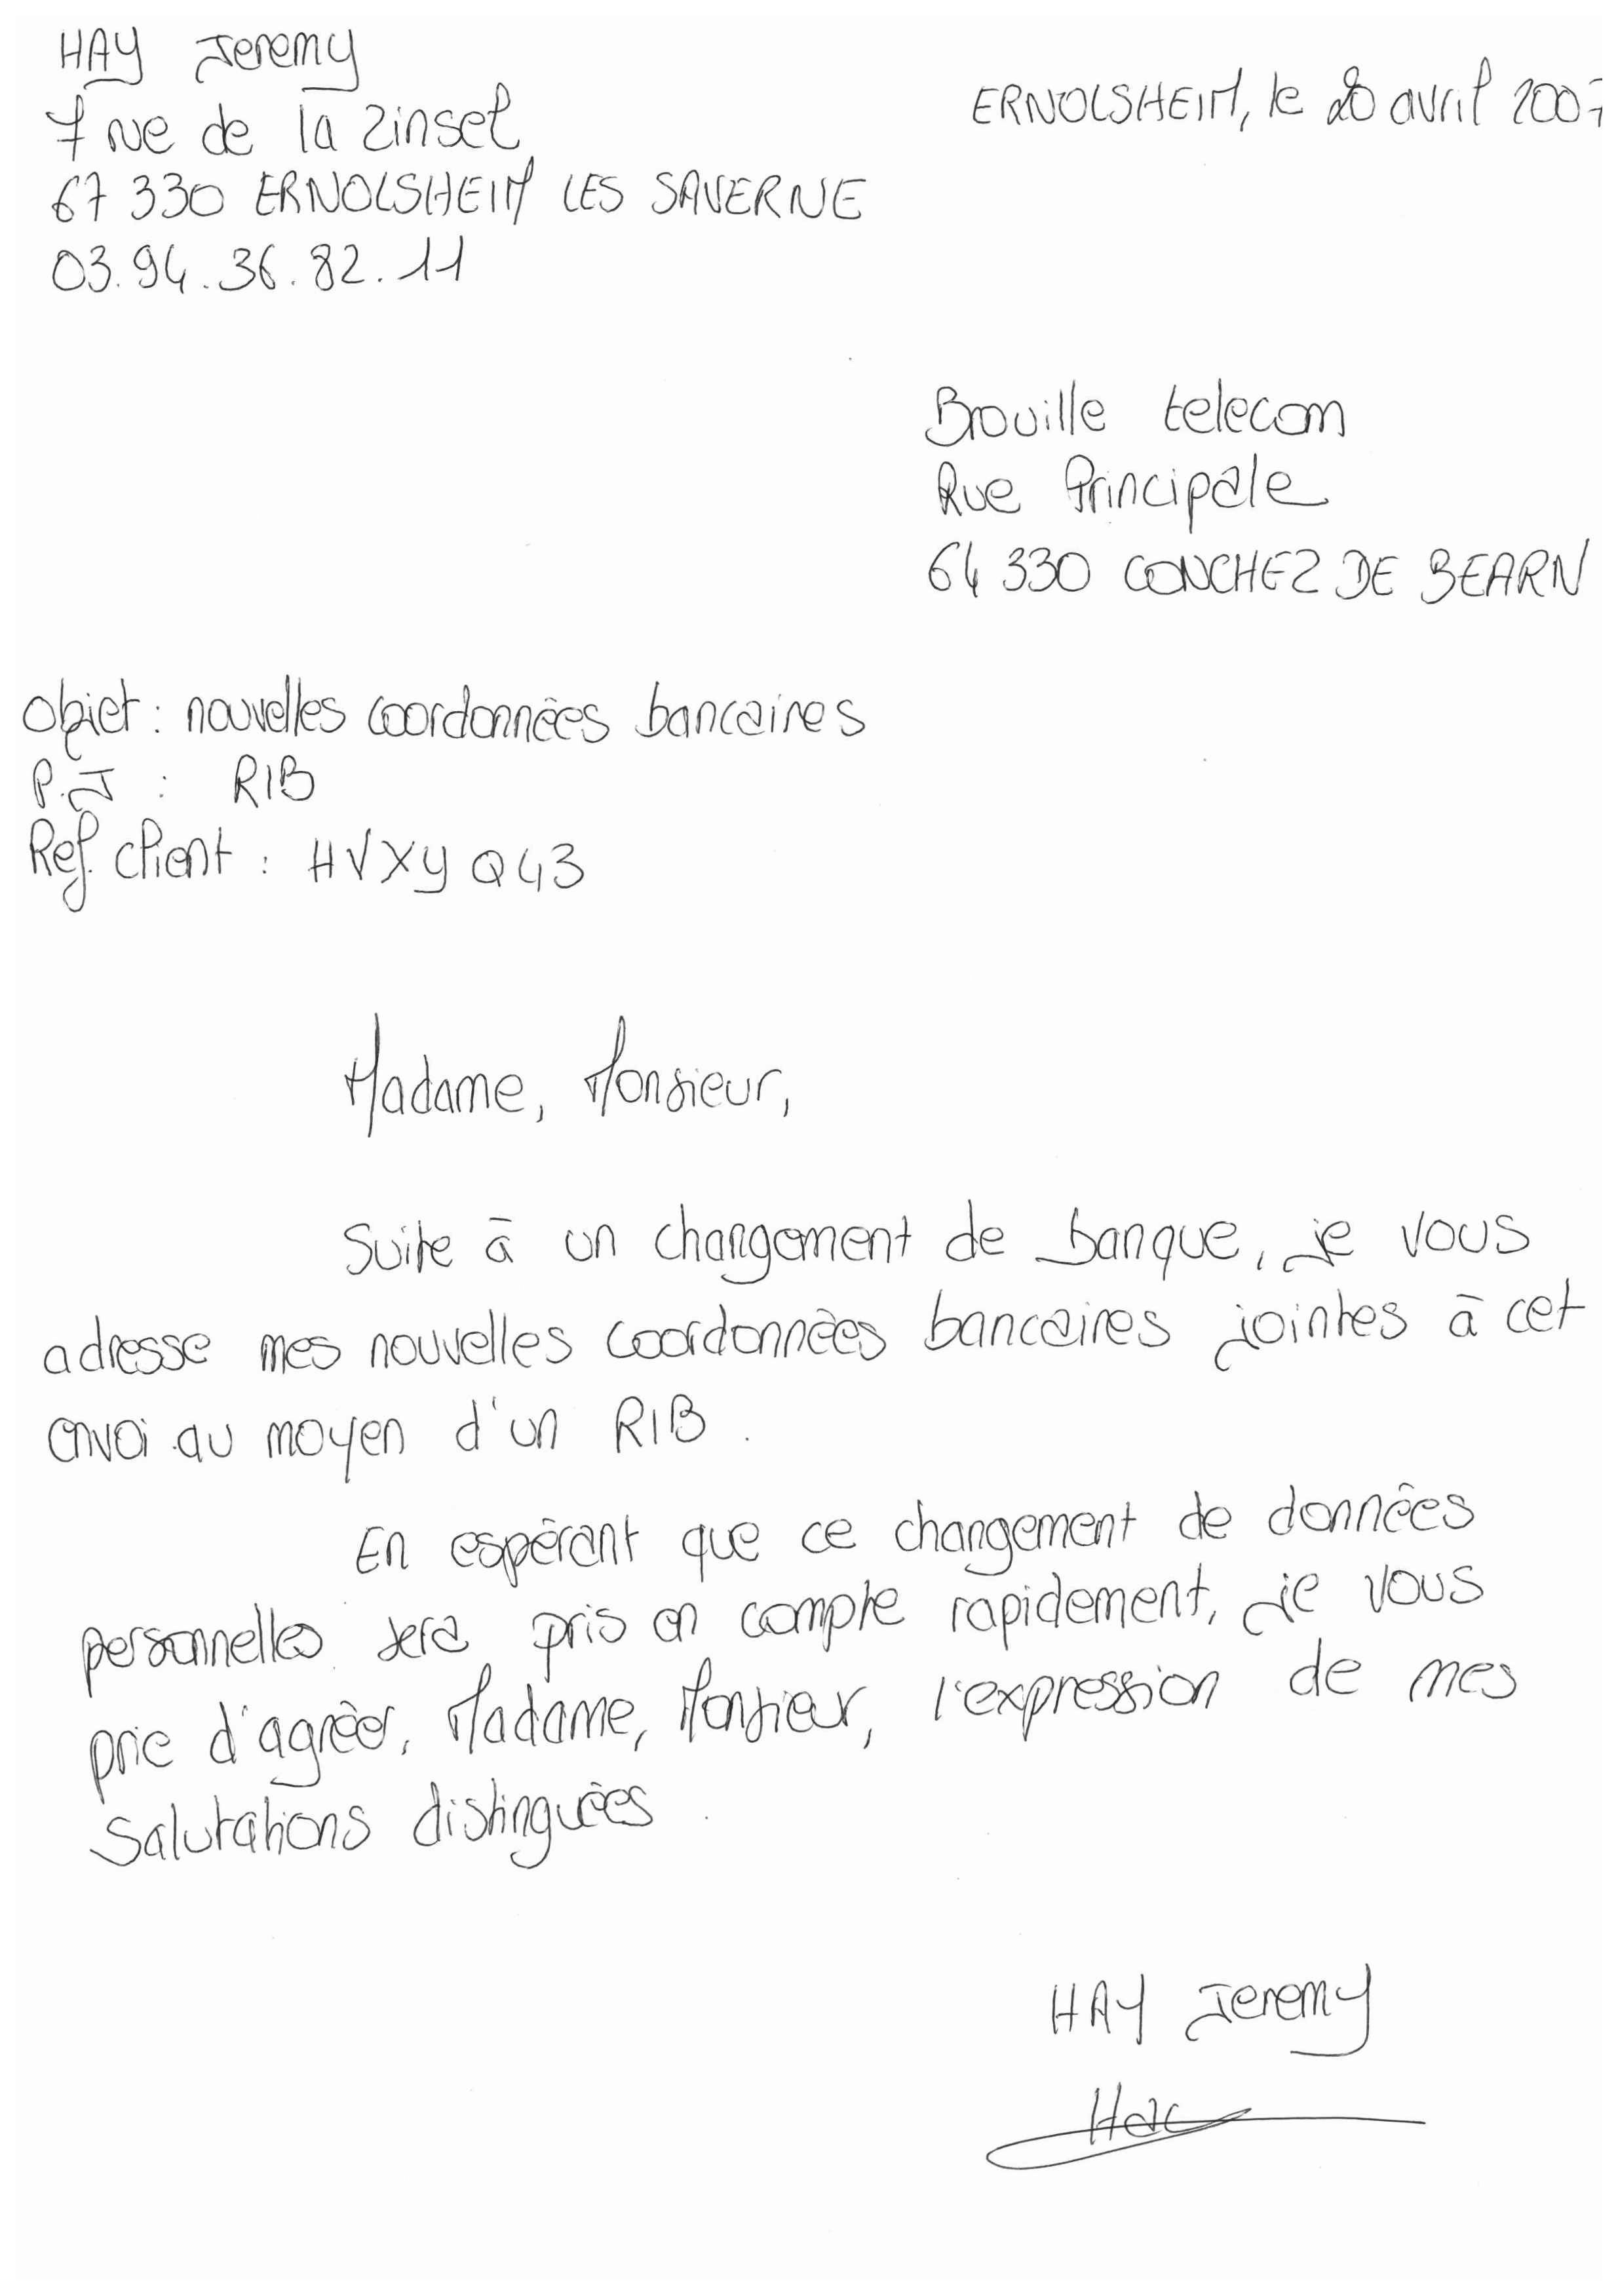 HAY Jeremy
7 rue de la Zinsel
67 330 ERNOLSHEIM LES SAVERNE
03.94.36.82.11
ERNOLSHEIM, le 20 avril 2007
Brouille telecom
Rue Principale
64 330 CONCHEZ DE BEARN
Objet : nouvelles coordonnées bancaires
P.J : RIB
Ref. client : HVXY Q43
Madame, Monsieur,
Suite à un changement de banque, je vous
adresse mes nouvelles coordonnées bancaires jointes à cet
envoi au moyen d'un RIB.
En espérant que ce changement de données
personnelles sera pris en compte rapidement, je vous
prie d'agréer, Madame, Monsieur, l'expression de mes
salutations distinguées.
HAY Jeremy